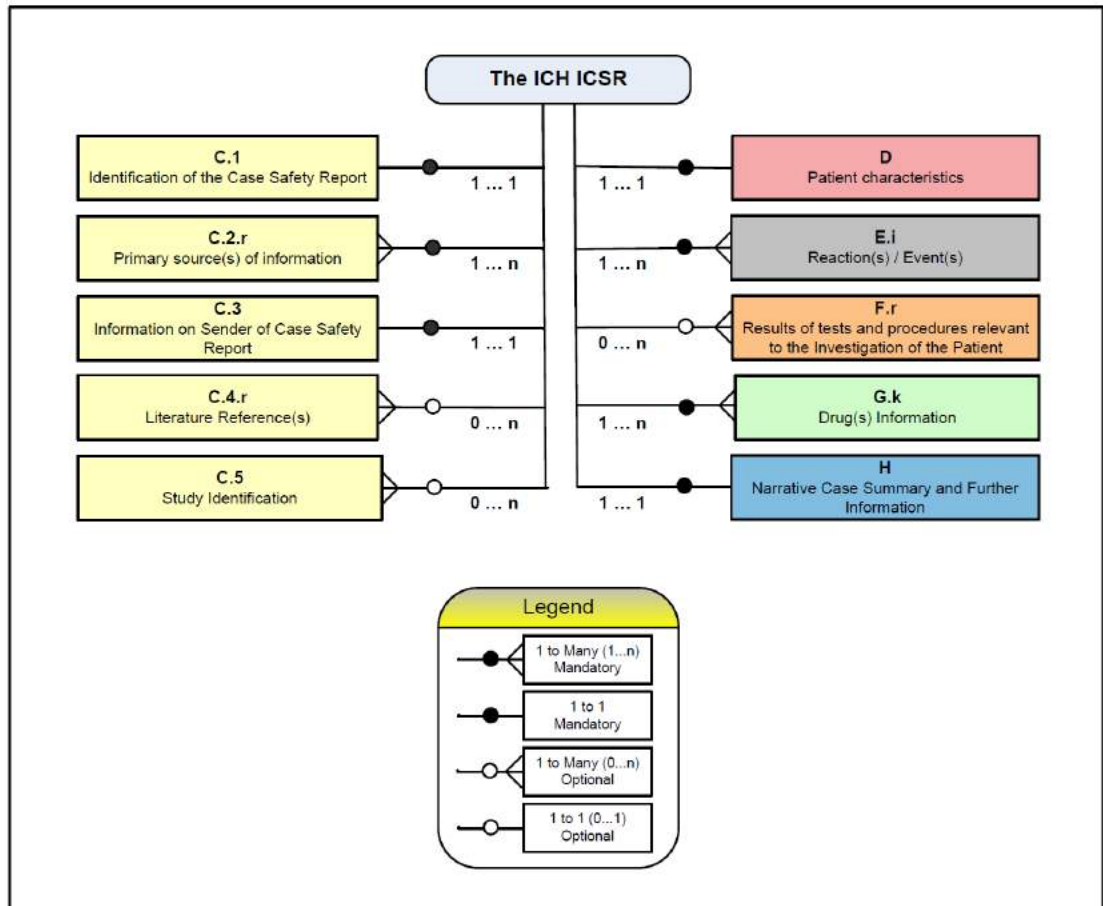 The ICH ICSR
C.1
Identification of the Case Safety Report
1 ... 1
C.2.r
Primary source(s) of information
1 ... n
C.3
Information on Sender of Case Safety
Report
1 ... 1
C.4.r
Literature Reference(s)
0 ... n
C.5
Study Identification
0 ... n
D
Patient characteristics
1 ... 1
E.i
Reaction(s) / Event(s)
1 ... n
F.r
Results of tests and procedures relevant
to the Investigation of the Patient
0 ... n
G.k
Drug(s) Information
1 ... n
H
Narrative Case Summary and Further
Information
1 ... 1
Legend
1 to Many (1...n)
Mandatory
1 to 1
Mandatory
1 to Many (0...n)
Optional
1 to 1 (0...1)
Optional